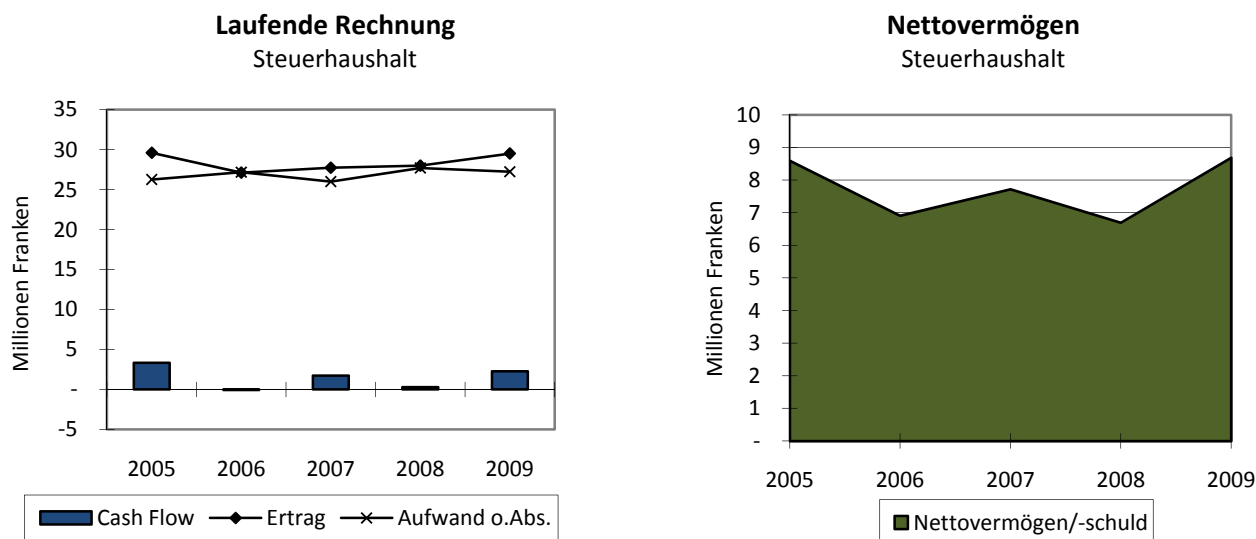 Laufende Rechnung
Steuerhaushalt
Millionen Franken
35
30
25
20
15
10
5
-
-5
2005 2006 2007 2008 2009
Cash Flow Ertrag Aufwand o.Abs.
Nettovermögen
Steuerhaushalt
Millionen Franken
10
9
8
7
6
5
4
3
2
1
-
2005 2006 2007 2008 2009
Nettovermögen/-schuld